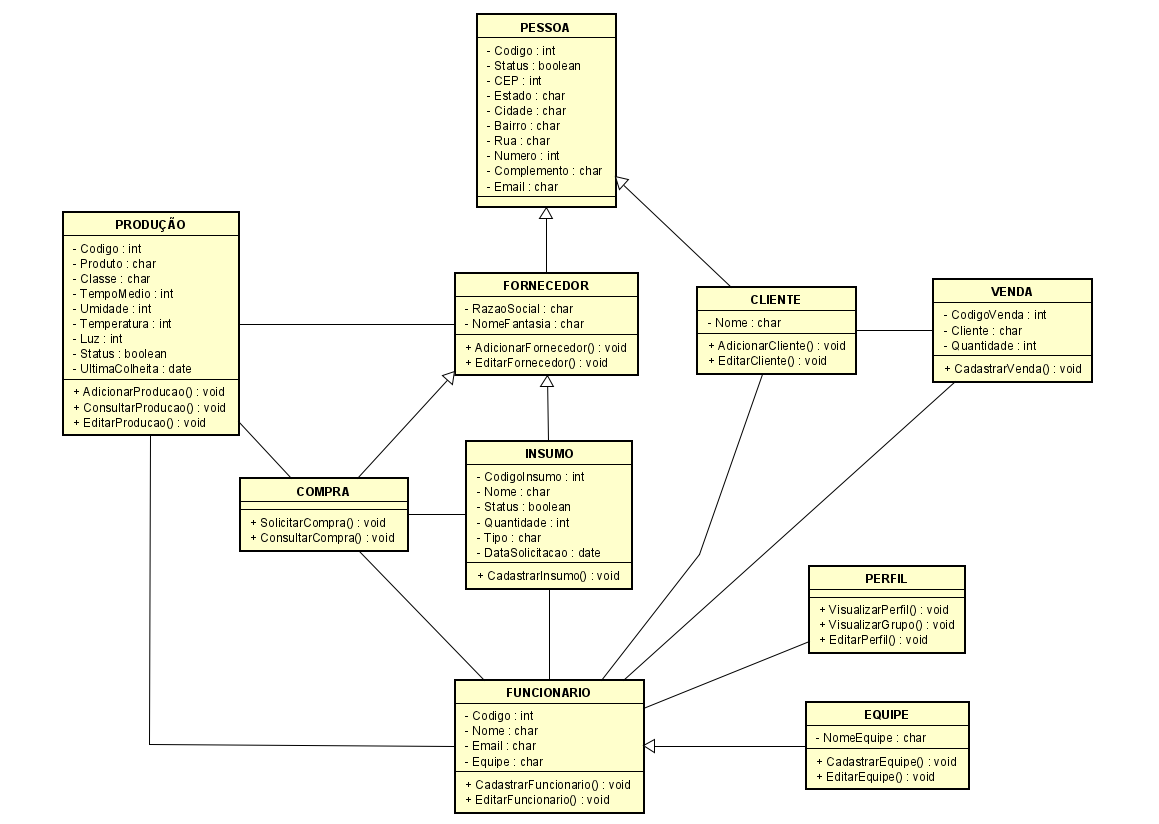 PESSOA
- Codigo : int
- Status : boolean
- CEP : int
- Estado : char
- Cidade : char
- Bairro : char
- Rua : char
- Numero : int
- Complemento : char
- Email : char
PRODUÇÃO
- Codigo : int
- Produto : char
- Classe : char
- TempoMedio : int
- Umidade : int
- Temperatura : int
- Luz : int
- Status : boolean
- UltimaColheita : date
+ AdicionarProducao() : void
+ ConsultarProducao() : void
+ EditarProducao() : void
FORNECEDOR
- RazaoSocial : char
- NomeFantasia : char
+ AdicionarFornecedor() : void
+ EditarFornecedor() : void
CLIENTE
- Nome : char
+ AdicionarCliente() : void
+ EditarCliente() : void
VENDA
- CodigoVenda : int
- Cliente : char
- Quantidade : int
+ CadastrarVenda() : void
COMPRA
+ SolicitarCompra() : void
+ ConsultarCompra() : void
INSUMO
- CodigoInsumo : int
- Nome : char
- Status : boolean
- Quantidade : int
- Tipo : char
- DataSolicitacao : date
+ CadastrarInsumo() : void
PERFIL
+ VisualizarPerfil() : void
+ VisualizarGrupo() : void
+ EditarPerfil() : void
FUNCIONARIO
- Codigo : int
- Nome : char
- Email : char
- Equipe : char
+ CadastrarFuncionario() : void
+ EditarFuncionario() : void
EQUIPE
- NomeEquipe : char
+ CadastrarEquipe() : void
+ EditarEquipe() : void